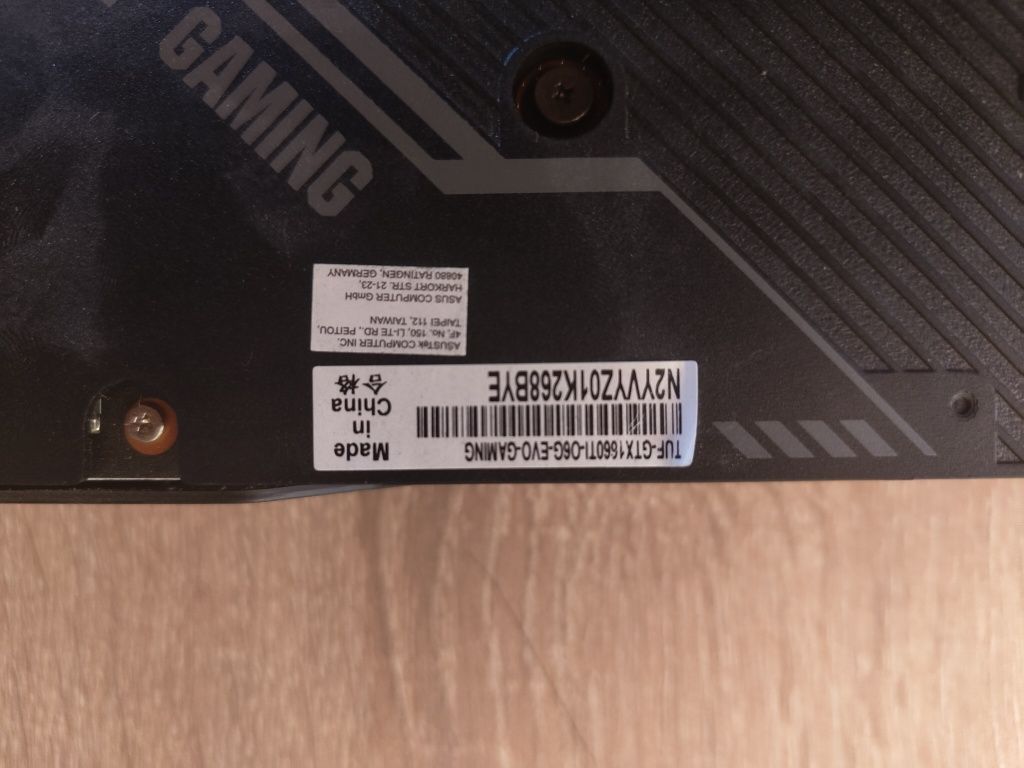 GAMING
TUF-GTX1660TI-O6G-EVO-GAMING
N2YVYZ01K268BYE
Made
in
China
合格
ASUSTek COMPUTER INC.
4F, No. 150, LI-TE RD., PEITOU,
TAIPEI 112, TAIWAN
ASUS COMPUTER GmbH
HARKORT STR. 21-23,
40880 RATINGEN, GERMANY